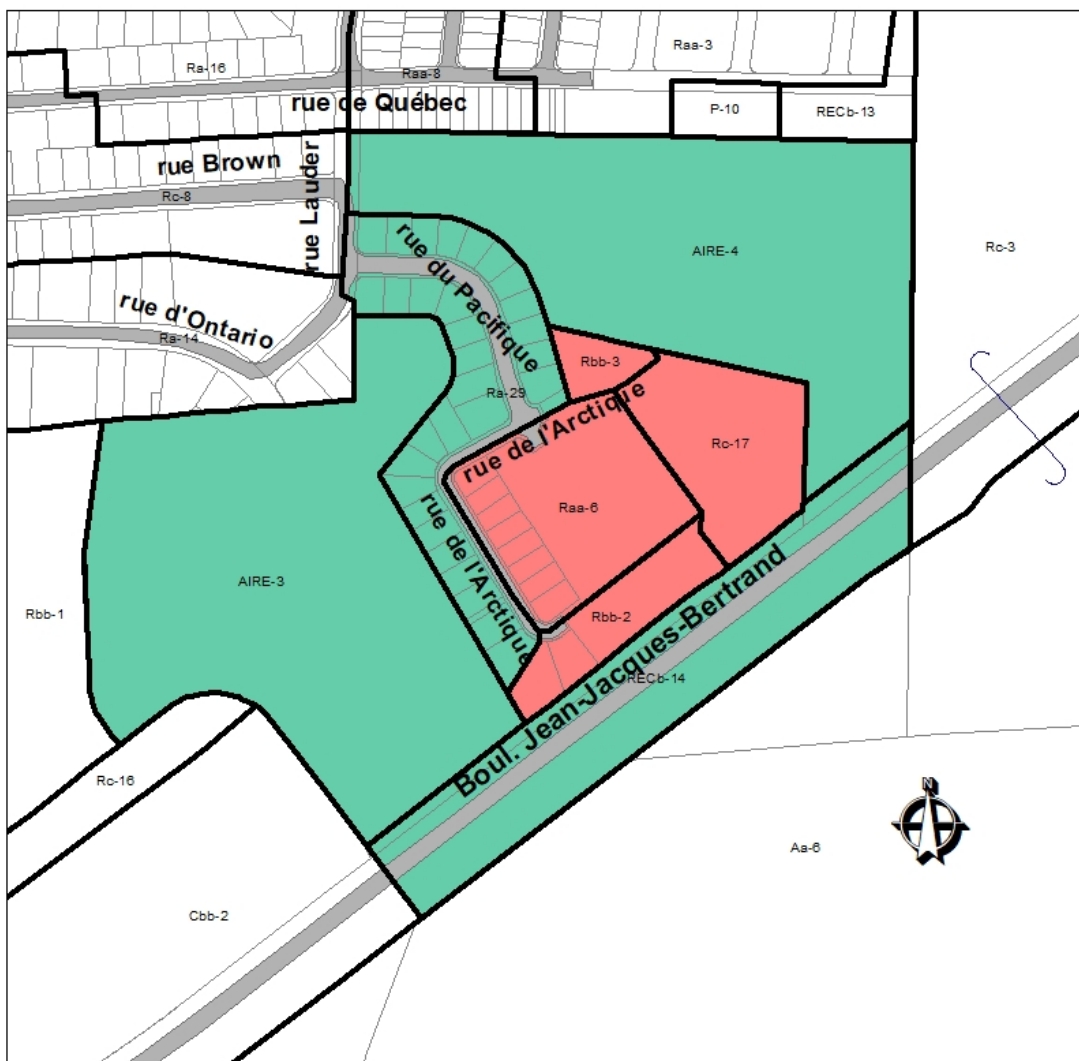 Raa-3
Ra-16
Raa-8
rue de Québec
P-10
RECb-13
rue Brown
Rc-8
rue Lauder
AIRE-4
Rc-3
rue du Pacifique
rue d'Ontario
Ra-14
Rbb-3
Ra-29
rue de l'Arctique
Rc-17
Raa-6
rue de l'Arctique
AIRE-3
Rbb-1
Rbb-2
Boul. Jean-Jacques-Bertrand
RECb-14
Rc-16
N
Aa-6
Cbb-2